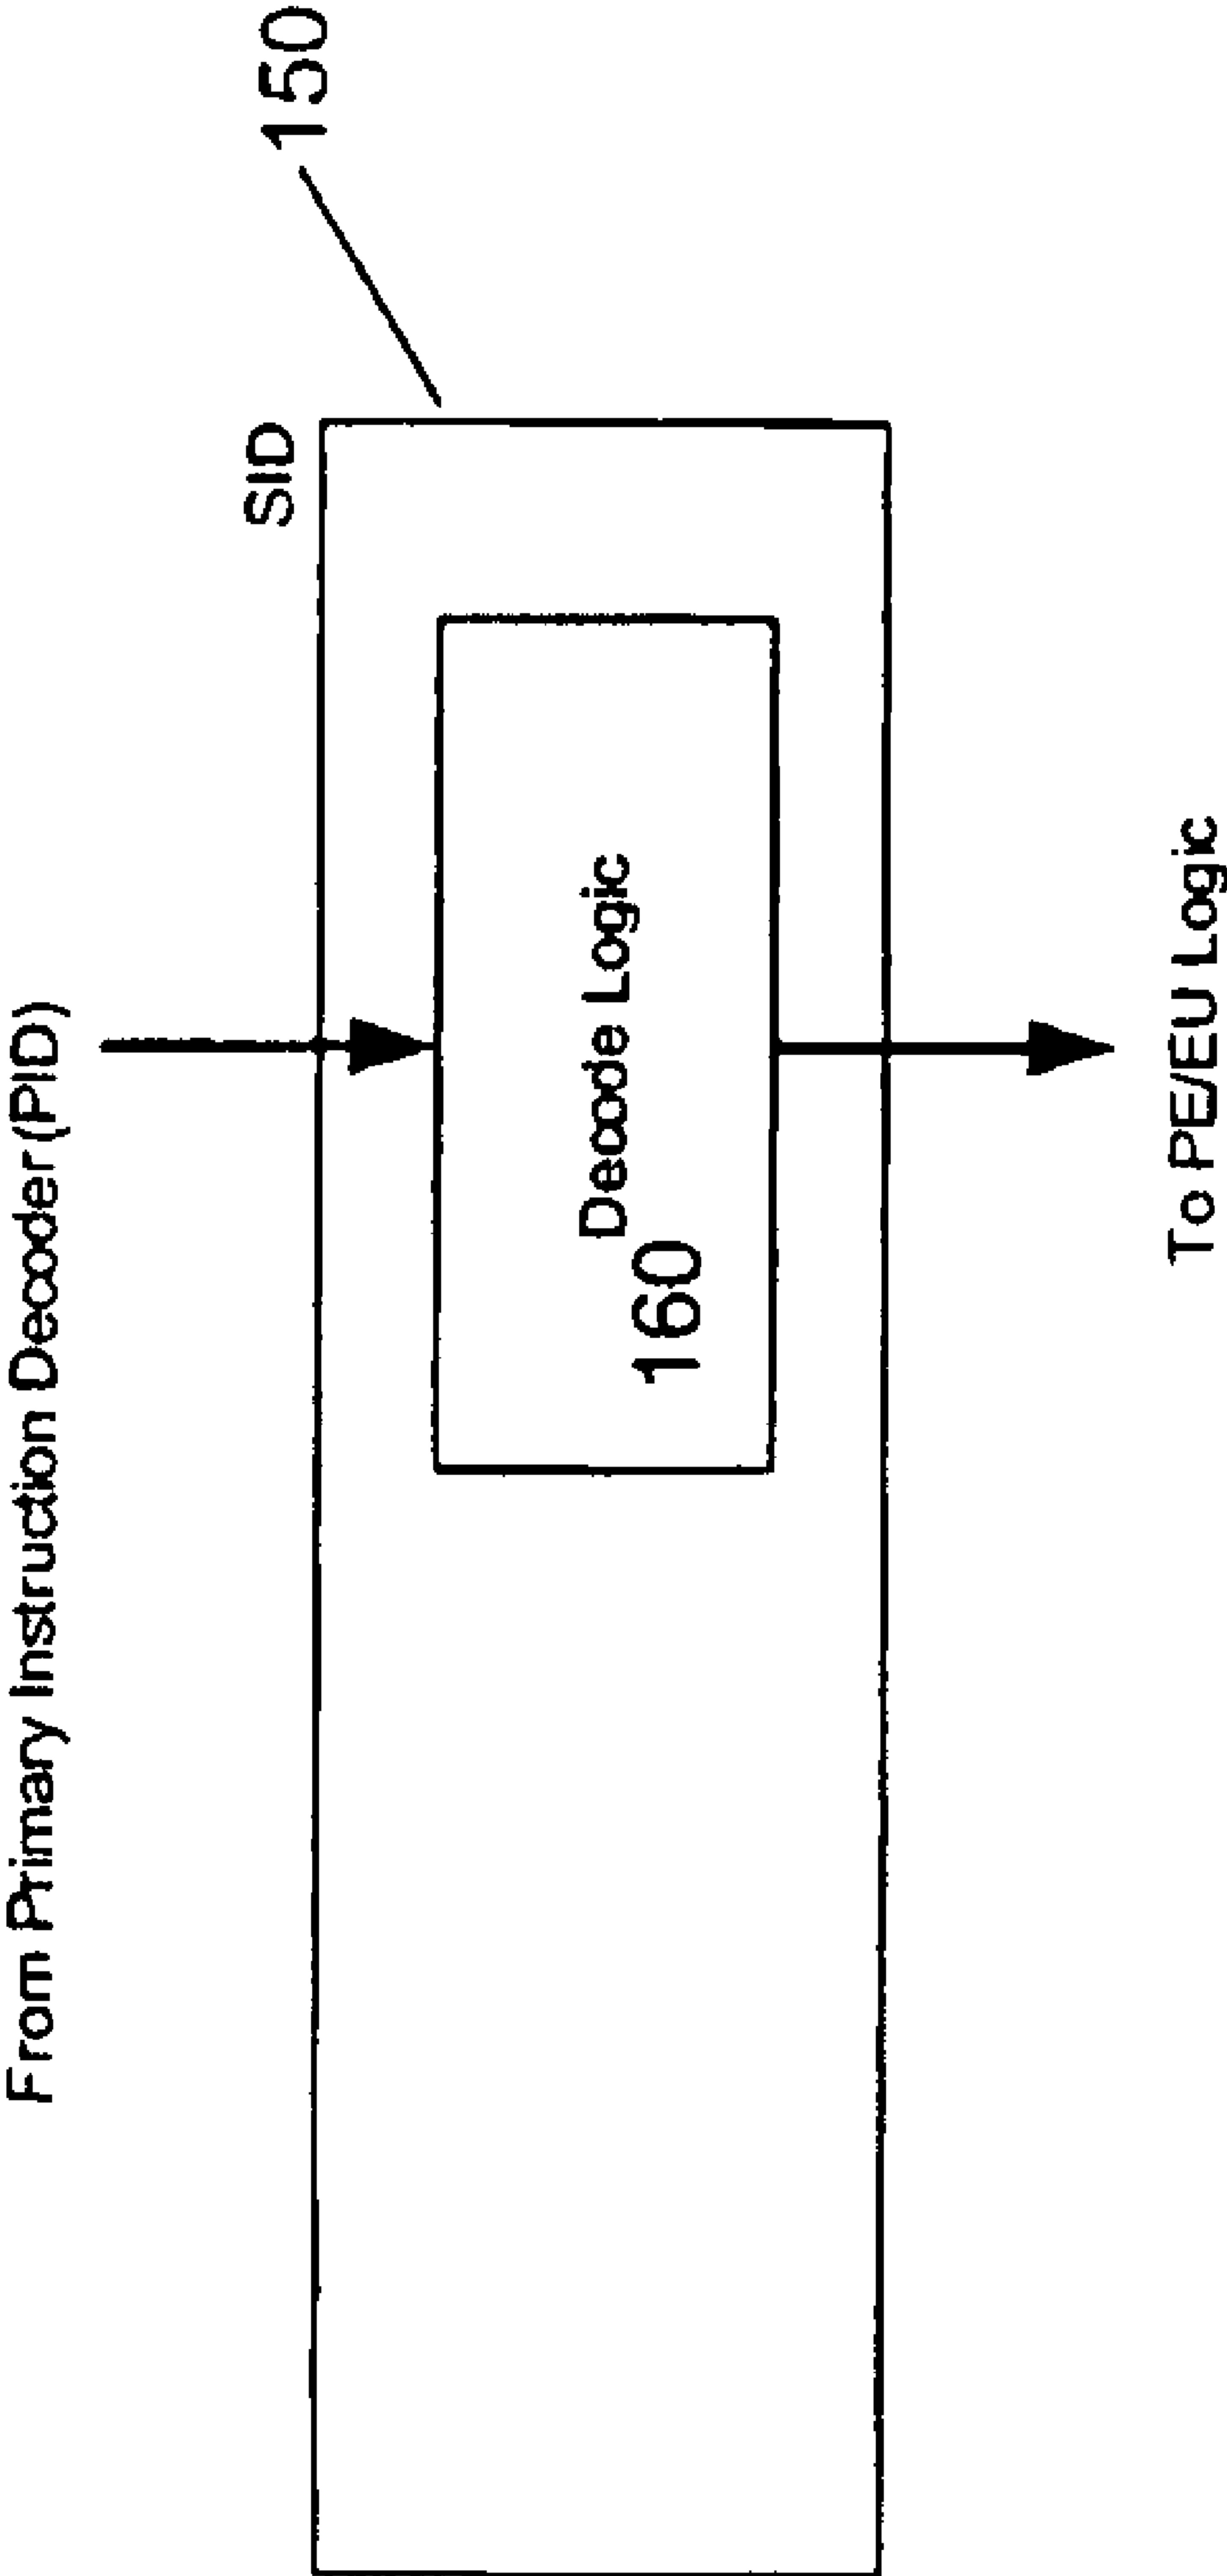 From Primary Instruction Decoder (PID)
SID
150
Decode Logic
160
To PE/EU Logic